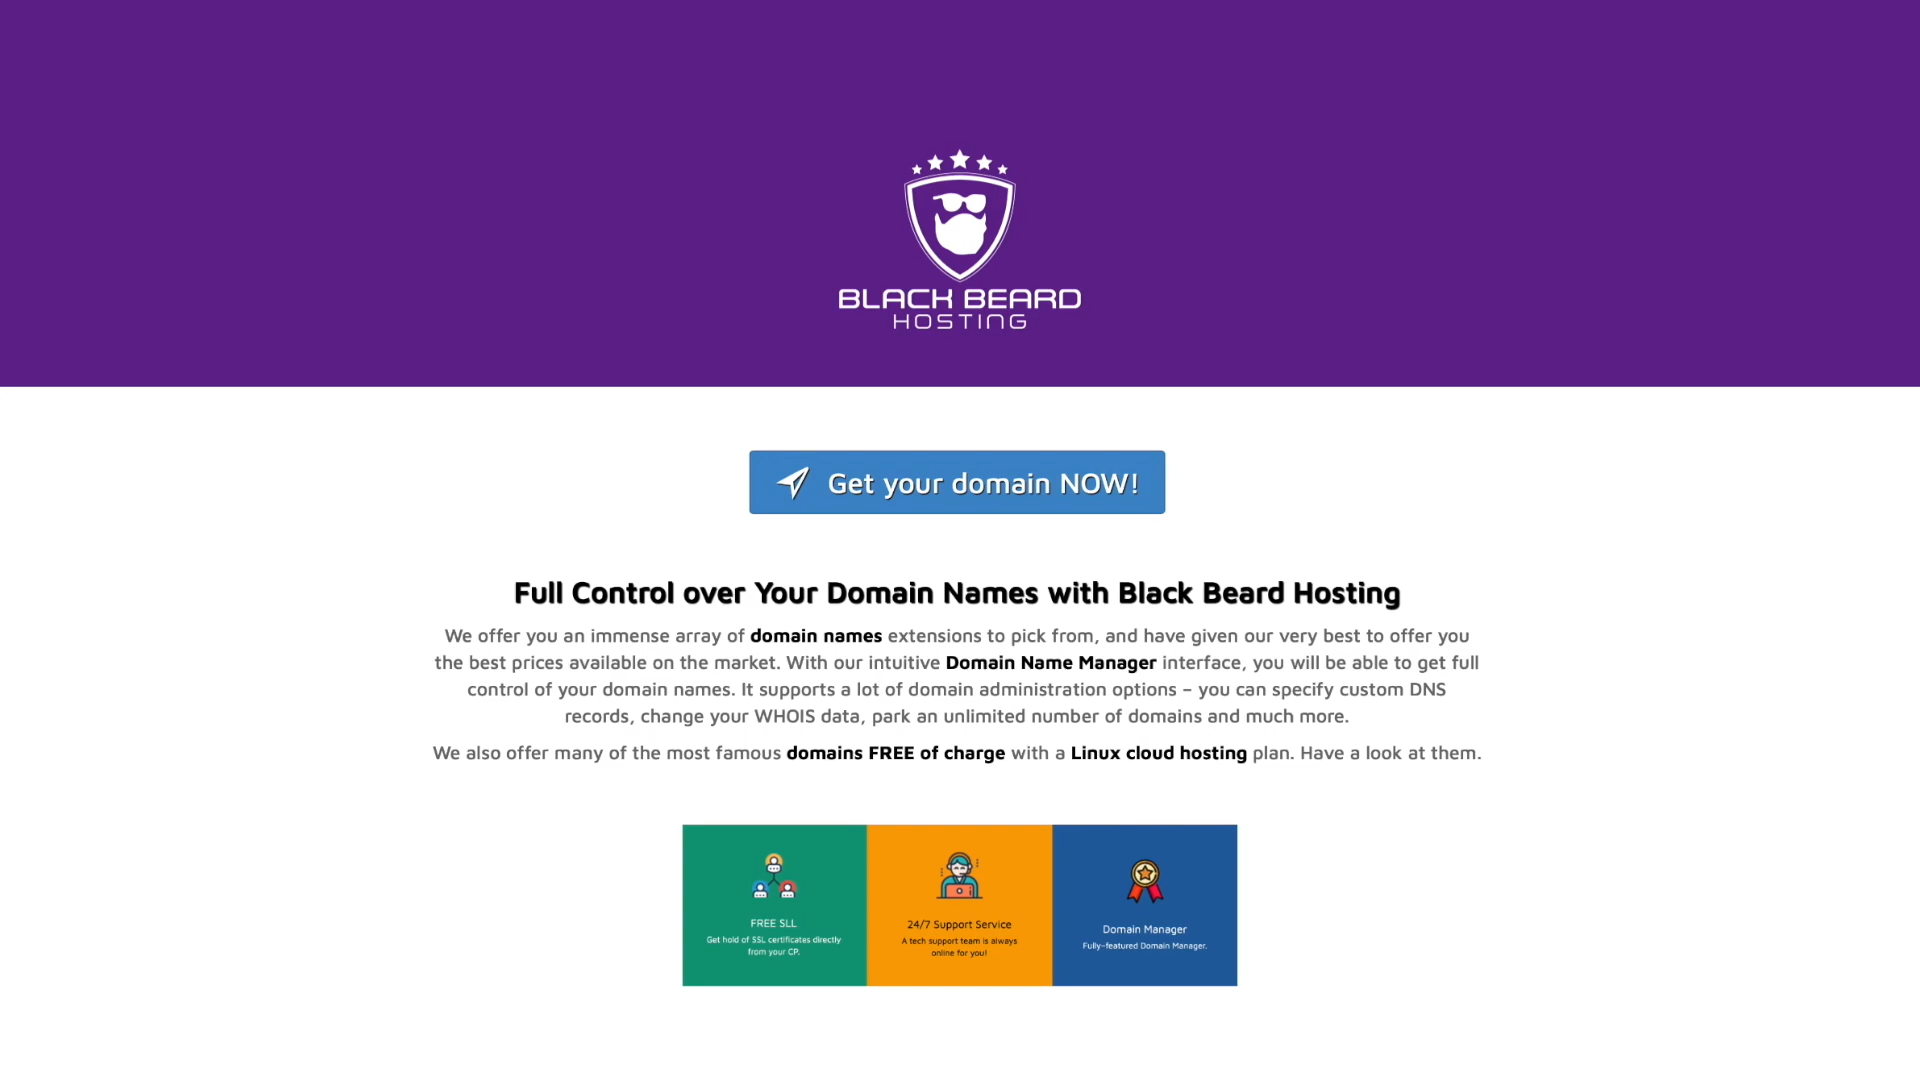 BLACK BEARD
HOSTING
Get your domain NOW!
Full Control over Your Domain Names with Black Beard Hosting
We offer you an immense array of domain names extensions to pick from, and have given our very best to offer you
the best prices available on the market. With our intuitive Domain Name Manager interface, you will be able to get full
control of your domain names. It supports a lot of domain administration options – you can specify custom DNS
records, change your WHOIS data, park an unlimited number of domains and much more.
We also offer many of the most famous domains FREE of charge with a Linux cloud hosting plan. Have a look at them.
FREE SLL
Get hold of SSL certificates directly
from your CP.
24/7 Support Service
A tech support team is always
online for you!
Domain Manager
Fully-featured Domain Manager.